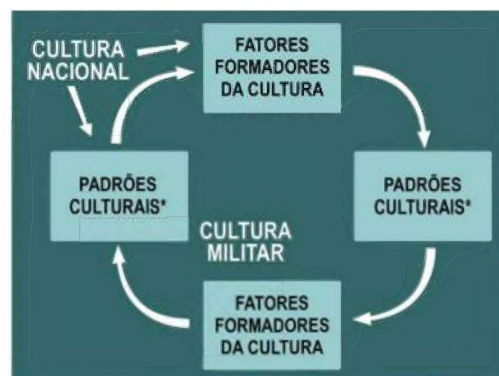 CULTURA
NACIONAL
FATORES
FORMADORES
DA CULTURA
PADRÕES
CULTURAIS*
PADRÕES
CULTURAIS*
CULTURA
MILITAR
FATORES
FORMADORES
DA CULTURA